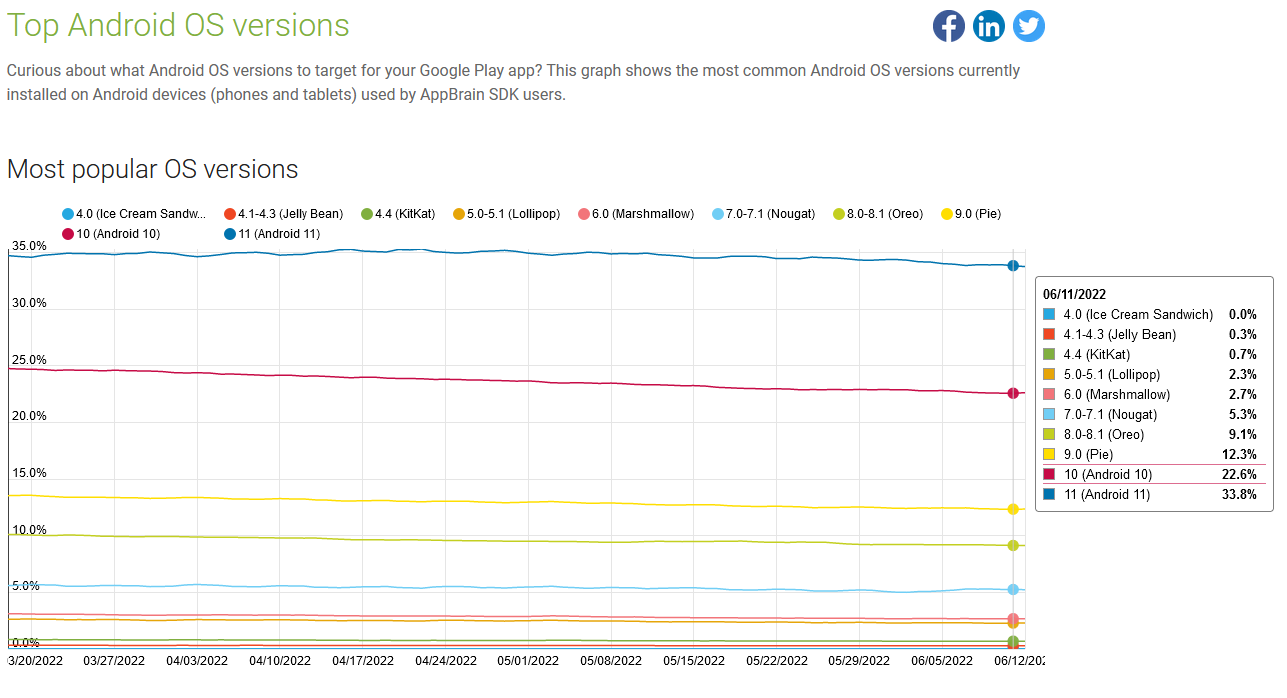 Top Android OS versions
Curious about what Android OS versions to target for your Google Play app? This graph shows the most common Android OS versions currently
installed on Android devices (phones and tablets) used by AppBrain SDK users.
Most popular OS versions
4.0 (Ice Cream Sandw... 4.1-4.3 (Jelly Bean) 4.4 (KitKat) 5.0-5.1 (Lollipop) 6.0 (Marshmallow) 7.0-7.1 (Nougat) 8.0-8.1 (Oreo) 9.0 (Pie)
10 (Android 10) 11 (Android 11)
35.0%
30.0%
25.0%
20.0%
15.0%
10.0%
5.0%
0.0%
3/20/2022 03/27/2022 04/03/2022 04/10/2022 04/17/2022 04/24/2022 05/01/2022 05/08/2022 05/15/2022 05/22/2022 05/29/2022 06/05/2022 06/12/202
06/11/2022
4.0 (Ice Cream Sandwich) 0.0%
4.1-4.3 (Jelly Bean) 0.3%
4.4 (KitKat) 0.7%
5.0-5.1 (Lollipop) 2.3%
6.0 (Marshmallow) 2.7%
7.0-7.1 (Nougat) 5.3%
8.0-8.1 (Oreo) 9.1%
9.0 (Pie) 12.3%
10 (Android 10) 22.6%
11 (Android 11) 33.8%